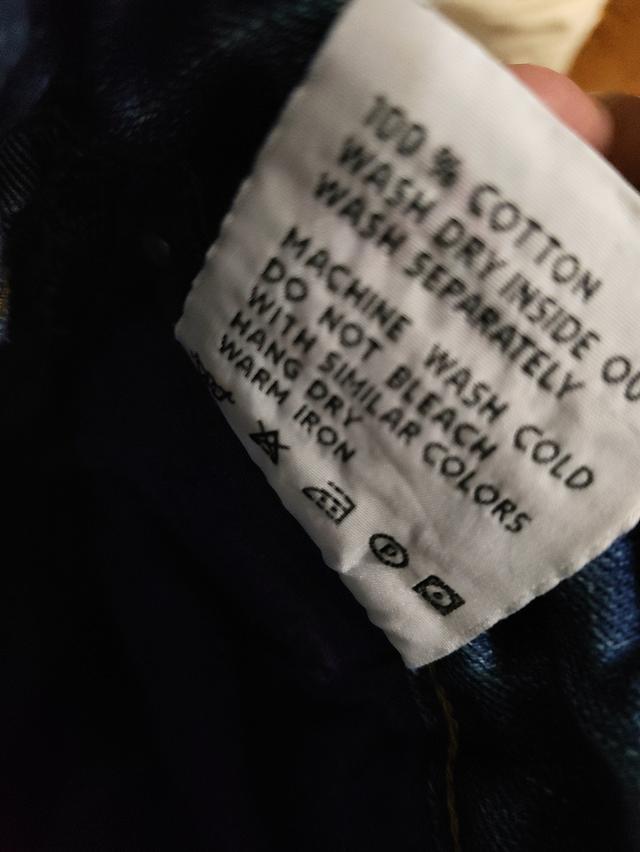 100 % COTTON
WASH DRY INSIDE OU
WASH SEPARATELY
MACHINE WASH COLD
DO NOT BLEACH
WITH SIMILAR COLORS
HANG DRY
WARM IRON
P